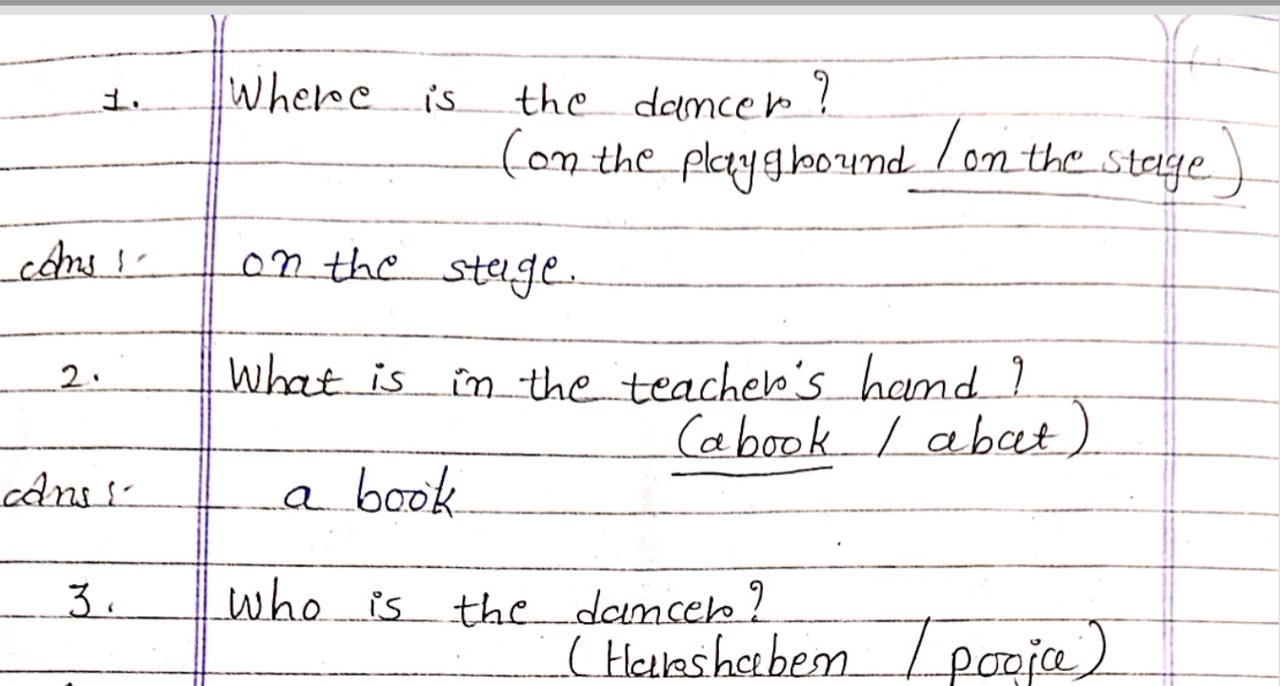 1. Where is the dancer?
(on the playground / on the stage)
Ans :- on the stage.
2. What is in the teacher's hand?
(a book / a bat)
Ans :- a book
3. Who is the dancer?
(Harshaben / pooja)